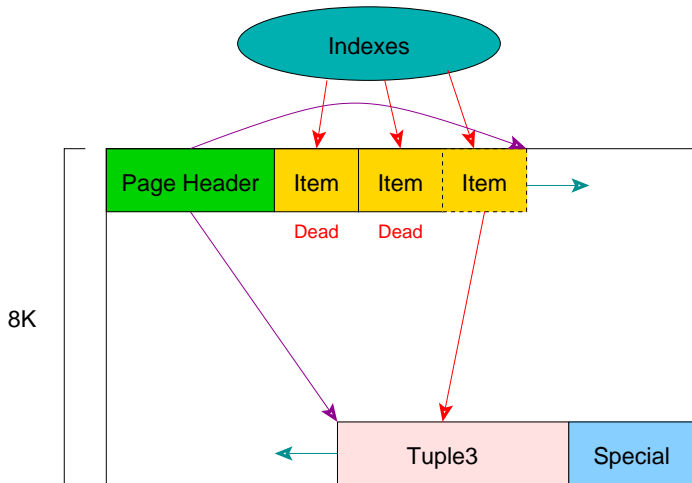 Indexes
Page Header Item Item Item
Dead Dead
8K
Tuple3 Special